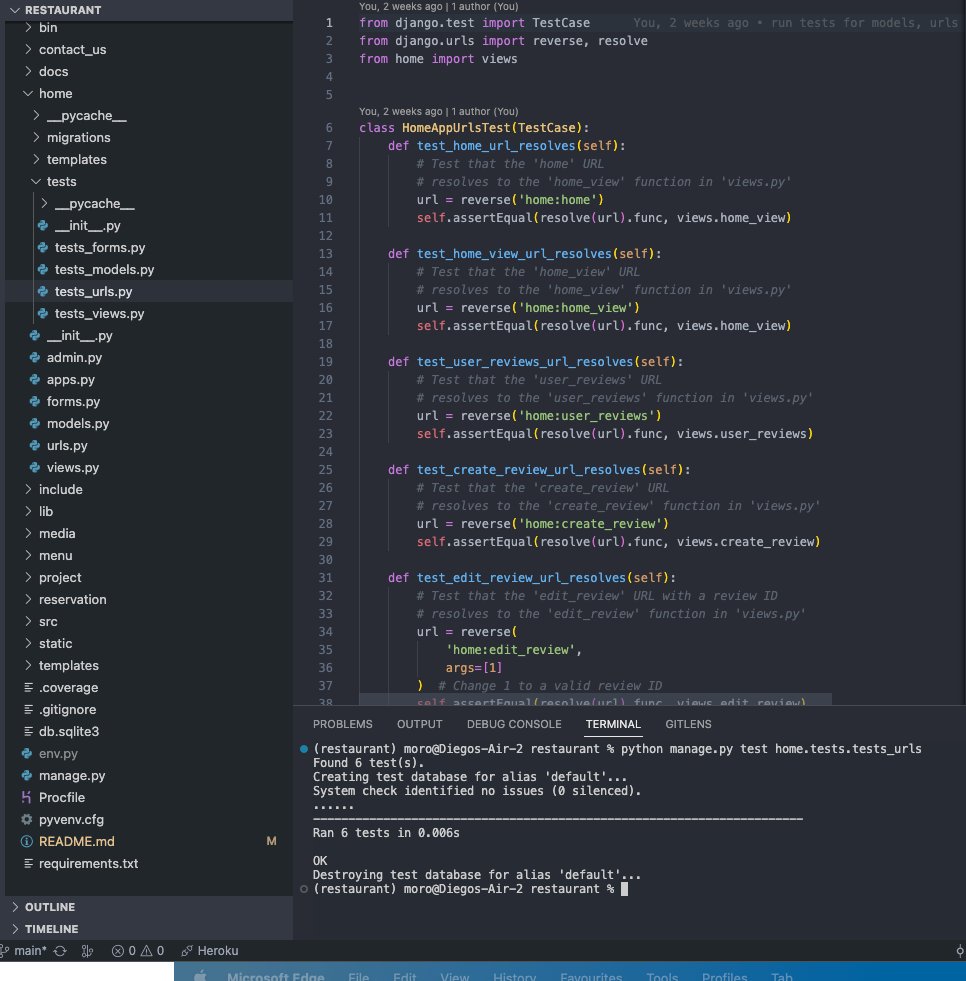 RESTAURANT
bin
contact_us
docs
home
__pycache__
migrations
templates
tests
__pycache__
__init__.py
tests_forms.py
tests_models.py
tests_urls.py
tests_views.py
__init__.py
admin.py
apps.py
forms.py
models.py
urls.py
views.py
include
lib
media
menu
project
reservation
src
static
templates
.coverage
.gitignore
db.sqlite3
env.py
manage.py
Procfile
pyvenv.cfg
README.md M
requirements.txt
OUTLINE
TIMELINE
You, 2 weeks ago | 1 author (You)
1 from django.test import TestCase You, 2 weeks ago • run tests for models, urls
2 from django.urls import reverse, resolve
3 from home import views
4
5
You, 2 weeks ago | 1 author (You)
6 class HomeAppUrlsTest(TestCase):
7 def test_home_url_resolves(self):
8 # Test that the 'home' URL
9 # resolves to the 'home_view' function in 'views.py'
10 url = reverse('home:home')
11 self.assertEqual(resolve(url).func, views.home_view)
12
13 def test_home_view_url_resolves(self):
14 # Test that the 'home_view' URL
15 # resolves to the 'home_view' function in 'views.py'
16 url = reverse('home:home_view')
17 self.assertEqual(resolve(url).func, views.home_view)
18
19 def test_user_reviews_url_resolves(self):
20 # Test that the 'user_reviews' URL
21 # resolves to the 'user_reviews' function in 'views.py'
22 url = reverse('home:user_reviews')
23 self.assertEqual(resolve(url).func, views.user_reviews)
24
25 def test_create_review_url_resolves(self):
26 # Test that the 'create_review' URL
27 # resolves to the 'create_review' function in 'views.py'
28 url = reverse('home:create_review')
29 self.assertEqual(resolve(url).func, views.create_review)
30
31 def test_edit_review_url_resolves(self):
32 # Test that the 'edit_review' URL with a review ID
33 # resolves to the 'edit_review' function in 'views.py'
34 url = reverse(
35 'home:edit_review',
36 args=[1]
37 ) # Change 1 to a valid review ID
38 self.assertEqual(resolve(url).func, views.edit_review)
PROBLEMS OUTPUT DEBUG CONSOLE TERMINAL GITLENS
(restaurant) moro@Diegos-Air-2 restaurant % python manage.py test home.tests.tests_urls
Found 6 test(s).
Creating test database for alias 'default'...
System check identified no issues (0 silenced).
......
----------------------------------------------------------------------
Ran 6 tests in 0.006s
OK
Destroying test database for alias 'default'...
(restaurant) moro@Diegos-Air-2 restaurant %
main* 0 0 Heroku
Microsoft Edge File Edit View History Favourites Tools Profiles Tab